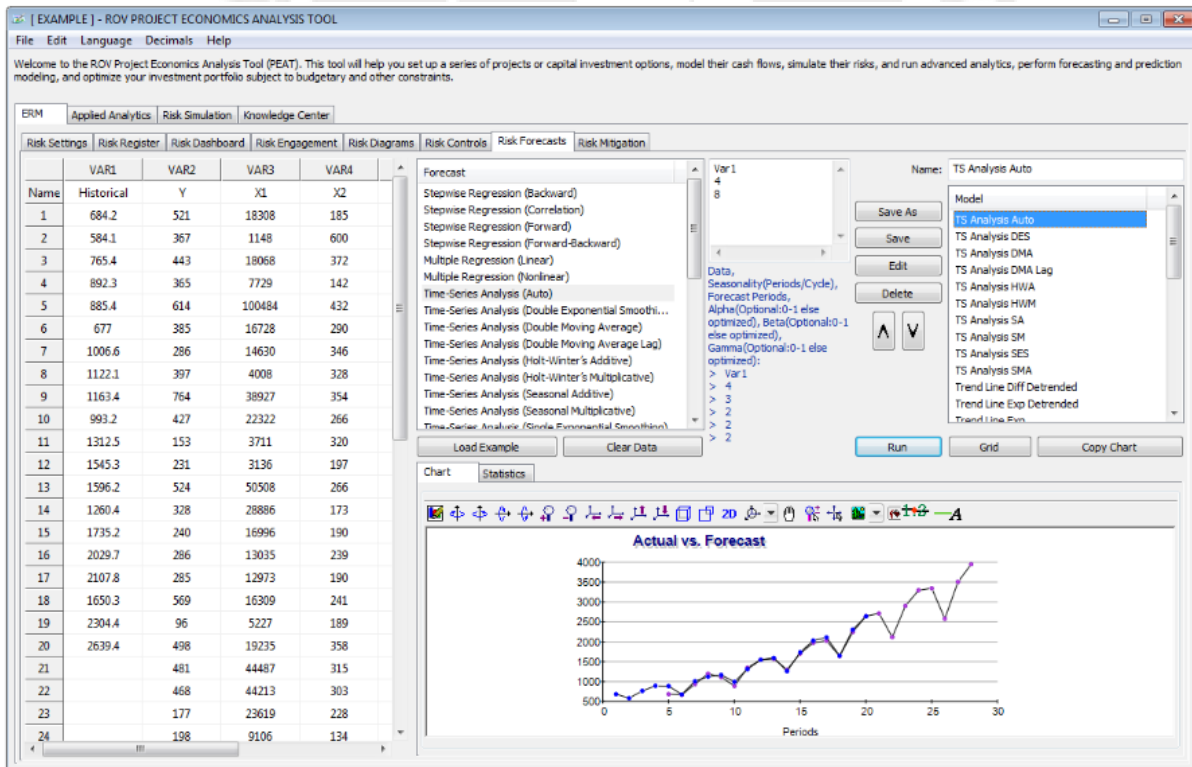 [ EXAMPLE ] - ROV PROJECT ECONOMICS ANALYSIS TOOL
File Edit Language Decimals Help
Welcome to the ROV Project Economics Analysis Tool (PEAT). This tool will help you set up a series of projects or capital investment options, model their cash flows, simulate their risks, and run advanced analytics, perform forecasting and prediction
modeling, and optimize your investment portfolio subject to budgetary and other constraints.
ERM Applied Analytics Risk Simulation Knowledge Center
Risk Settings Risk Register Risk Dashboard Risk Engagement Risk Diagrams Risk Controls Risk Forecasts Risk Mitigation
VAR1 VAR2 VAR3 VAR4
Name Historical Y X1 X2
1 684.2 521 18308 185
2 584.1 367 1148 600
3 765.4 443 18068 372
4 892.3 365 7729 142
5 885.4 614 100484 432
6 677 385 16728 290
7 1006.6 286 14630 346
8 1122.1 397 4008 328
9 1163.4 764 38927 354
10 993.2 427 22322 266
11 1312.5 153 3711 320
12 1545.3 231 3136 197
13 1596.2 524 50508 266
14 1260.4 328 28886 173
15 1735.2 240 16996 190
16 2029.7 286 13035 239
17 2107.8 285 12973 190
18 1650.3 569 16309 241
19 2304.4 96 5227 189
20 2639.4 498 19235 358
21 481 44487 315
22 468 44213 303
23 177 23619 228
24 198 9106 134
Forecast
Stepwise Regression (Backward)
Stepwise Regression (Correlation)
Stepwise Regression (Forward)
Stepwise Regression (Forward-Backward)
Multiple Regression (Linear)
Multiple Regression (Nonlinear)
Time-Series Analysis (Auto)
Time-Series Analysis (Double Exponential Smoothi...
Time-Series Analysis (Double Moving Average)
Time-Series Analysis (Double Moving Average Lag)
Time-Series Analysis (Holt-Winter's Additive)
Time-Series Analysis (Holt-Winter's Multiplicative)
Time-Series Analysis (Seasonal Additive)
Time-Series Analysis (Seasonal Multiplicative)
Time-Series Analysis (Single Exponential Smoothing)
Load Example Clear Data
Var1
4
8
Data,
Seasonality(Periods/Cycle),
Forecast Periods,
Alpha(Optional:0-1 else
optimized), Beta(Optional:0-1
else optimized),
Gamma(Optional:0-1 else
optimized):
> Var1
> 4
> 3
> 2
> 2
> 2
Save As
Save
Edit
Delete
Λ V
Name: TS Analysis Auto
Model
TS Analysis Auto
TS Analysis DES
TS Analysis DMA
TS Analysis DMA Lag
TS Analysis HWA
TS Analysis HWM
TS Analysis SA
TS Analysis SM
TS Analysis SES
TS Analysis SMA
Trend Line Diff Detrended
Trend Line Exp Detrended
Trend Line Exp
Run Grid Copy Chart
Chart Statistics
2D
A
Actual vs. Forecast
4000
3500
3000
2500
2000
1500
1000
500
0 5 10 15 20 25 30
Periods